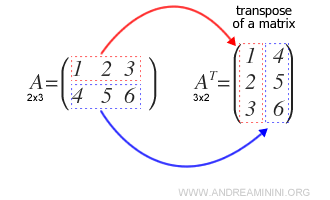 transpose
of a matrix
A=(1 2 3
4 5 6)
2x3
Aᵀ=(1 4
2 5
3 6)
3x2
WWW.ANDREAMININI.ORG